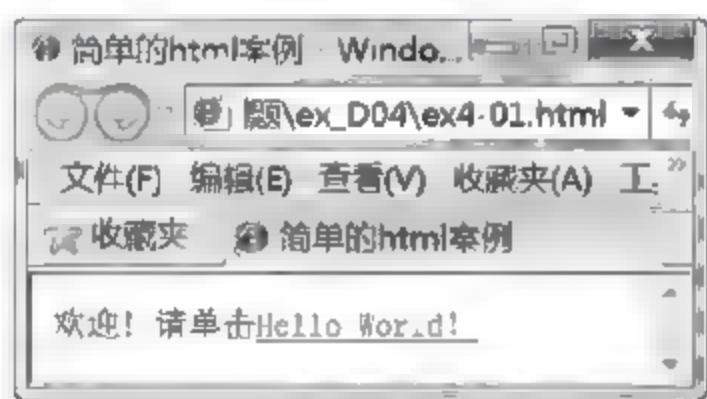 简单的html案例 - Windo...
题\ex_D04\ex4-01.html
文件(F) 编辑(E) 查看(V) 收藏夹(A) 工
收藏夹 简单的html案例
欢迎! 请单击Hello World!